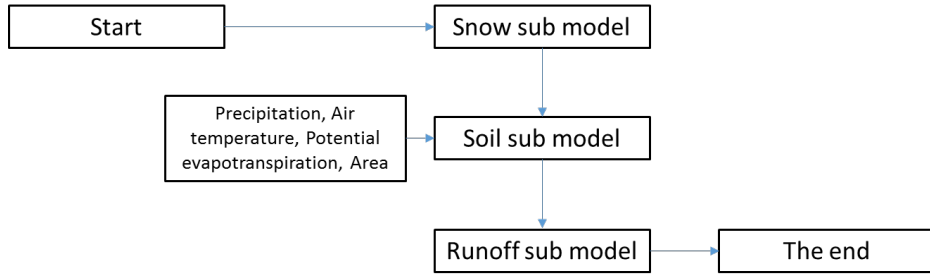 Start
Snow sub model
Precipitation, Air
temperature, Potential
evapotranspiration, Area
Soil sub model
Runoff sub model
The end